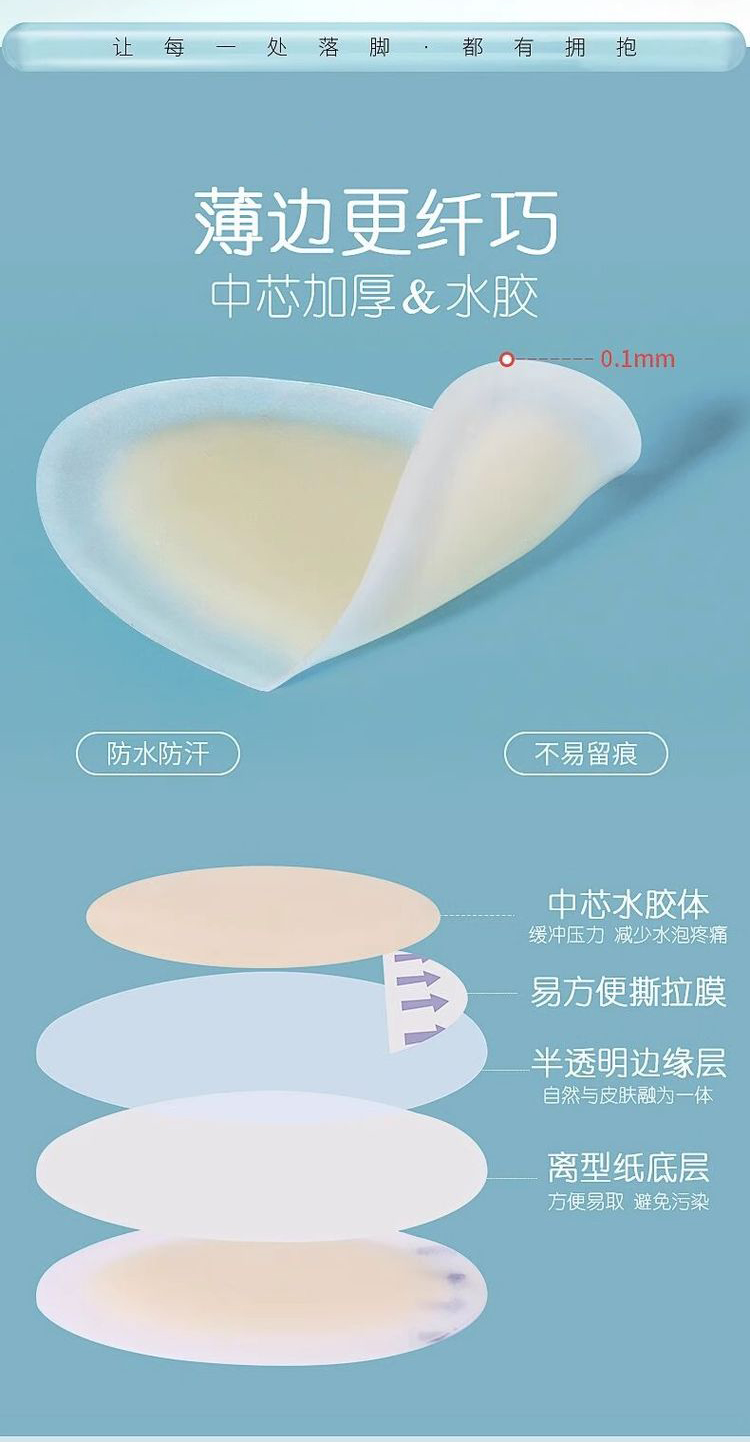 让每一处落脚·都有拥抱
薄边更纤巧
中芯加厚&水胶
0.1mm
防水防汗
不易留痕
中芯水胶体
缓冲压力 减少水泡疼痛
易方便撕拉膜
半透明边缘层
自然与皮肤融为一体
离型纸底层
方便易取 避免污染